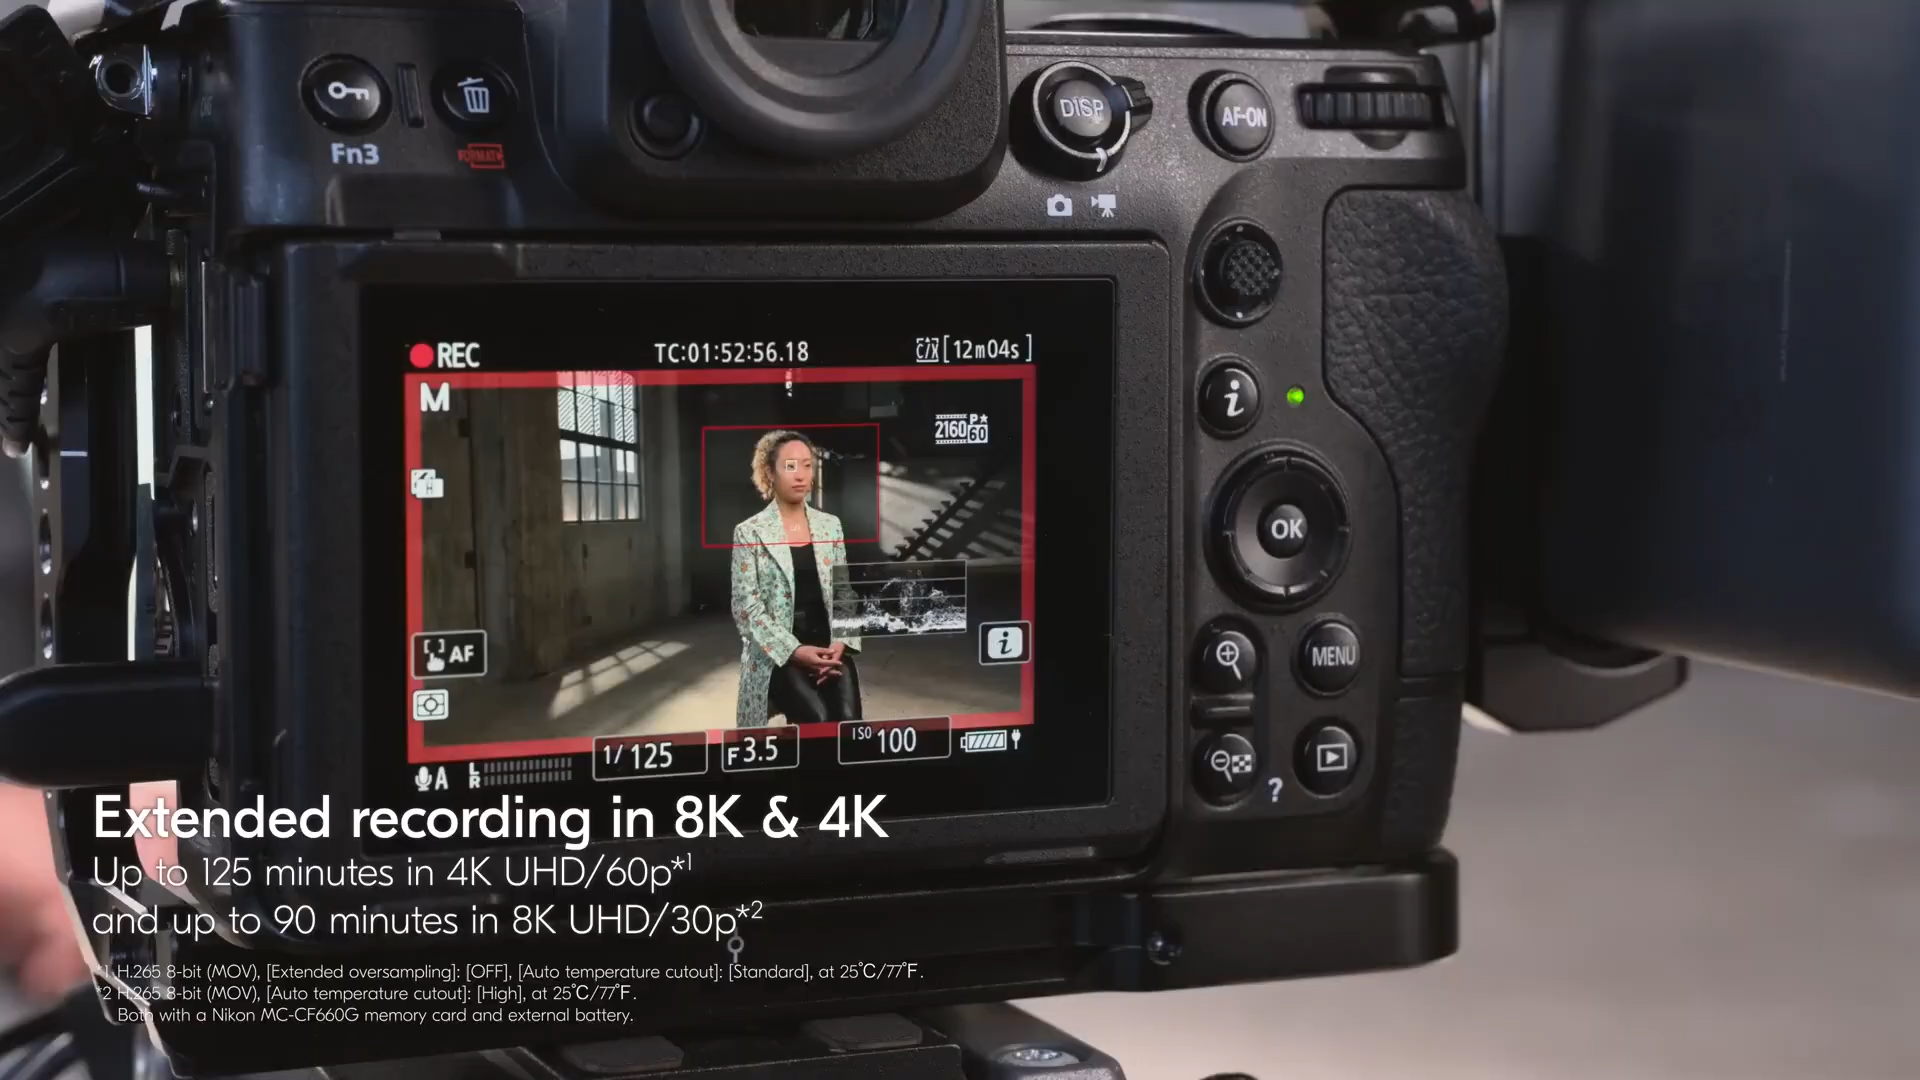 Fn3
FORMAT
DISP
AF-ON
REC
TC:01:52:56.18
[12m04s]
M
2160 P★
60
H
i
OK
AF
i
MENU
1/125
F3.5
ISO 100
A
L
R
?
Extended recording in 8K & 4K
Up to 125 minutes in 4K UHD/60p*1
and up to 90 minutes in 8K UHD/30p*2
*1 H.265 8-bit (MOV), [Extended oversampling]: [OFF], [Auto temperature cutout]: [Standard], at 25°C/77°F.
*2 H.265 8-bit (MOV), [Auto temperature cutout]: [High], at 25°C/77°F.
Both with a Nikon MC-CF660G memory card and external battery.